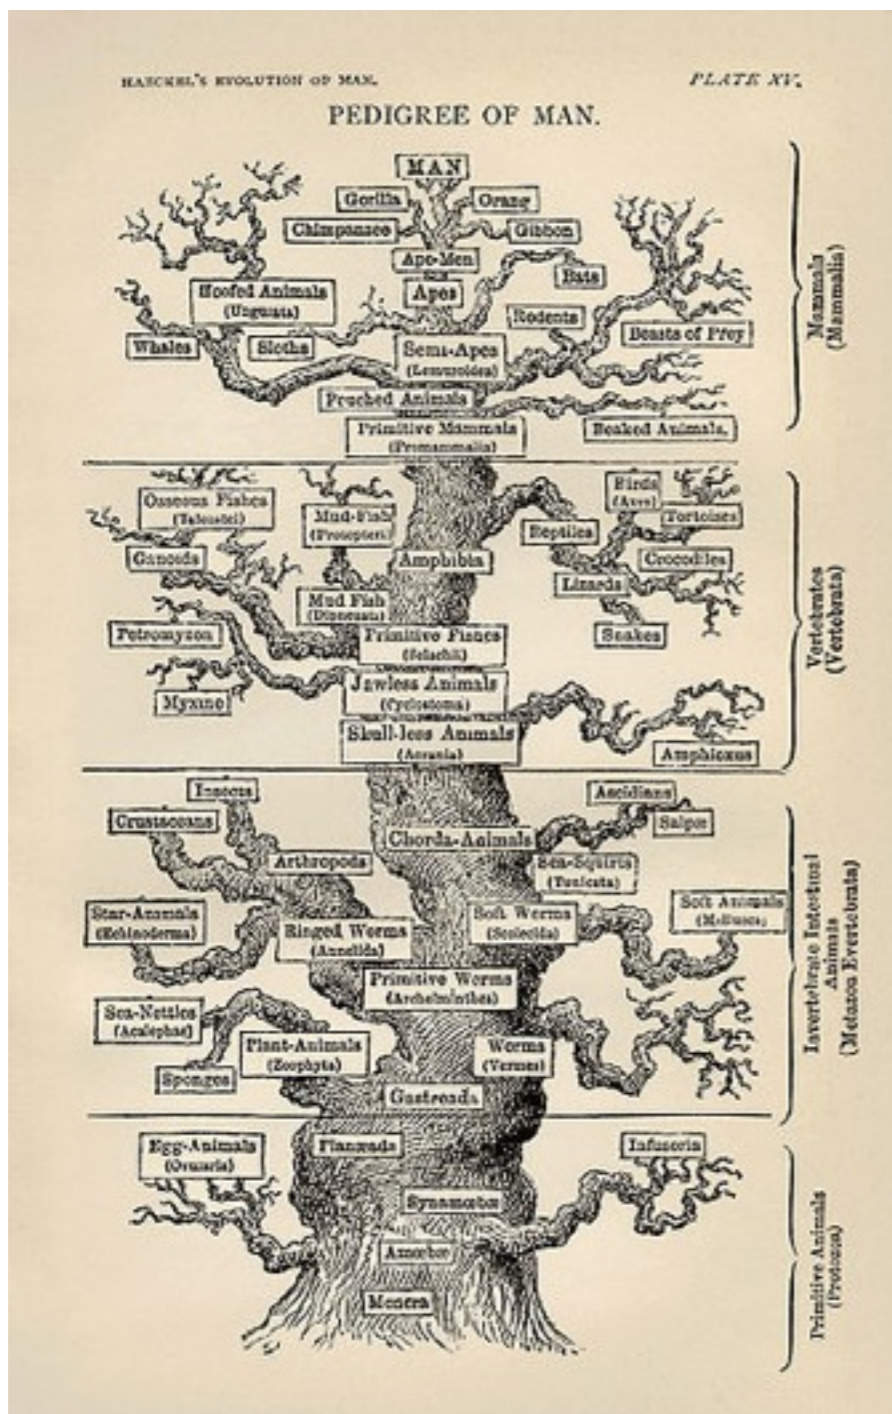 HAECKEL'S EVOLUTION OF MAN.
PLATE XV.
PEDIGREE OF MAN.
MAN
Gorilla
Orang
Chimpanzee
Gibbon
Ape-Men
Bats
Hoofed Animals
(Ungulata)
Apes
Rodents
Beasts of Prey
Whales
Sloths
Semi-Apes
(Lemuroidea)
Pouched Animals
Primitive Mammals
(Promammalia)
Beaked Animals.
Mammals
(Mammalia)
Osseous Fishes
(Teleostei)
Mud-Fish
(Protopteri)
Birds
(Aves)
Tortoises
Reptiles
Ganoids
Amphibia
Crocodiles
Lizards
Mud Fish
(Dipneusta)
Petromyzon
Primitive Fishes
(Selachii)
Snakes
Jawless Animals
(Cyclostoma)
Myxine
Skull-less Animals
(Acrania)
Amphioxus
Vertebrates
(Vertebrata)
Insects
Ascidians
Crustaceans
Salpæ
Chorda-Animals
Arthropods
Sea-Squirts
(Tunicata)
Star-Animals
(Echinoderma)
Ringed Worms
(Annelida)
Soft Worms
(Scolecida)
Soft Animals
(Mollusca)
Primitive Worms
(Archelminthes)
Sea-Nettles
(Acalephae)
Plant-Animals
(Zoophyta)
Worms
(Vermes)
Sponges
Gastreada
Invertebrate Intestinal
Animals
(Metazoa Evertebrata)
Egg-Animals
(Ovularia)
Planæada
Infusoria
Synamœbæ
Amœbæ
Monera
Primitive Animals
(Protozoa)